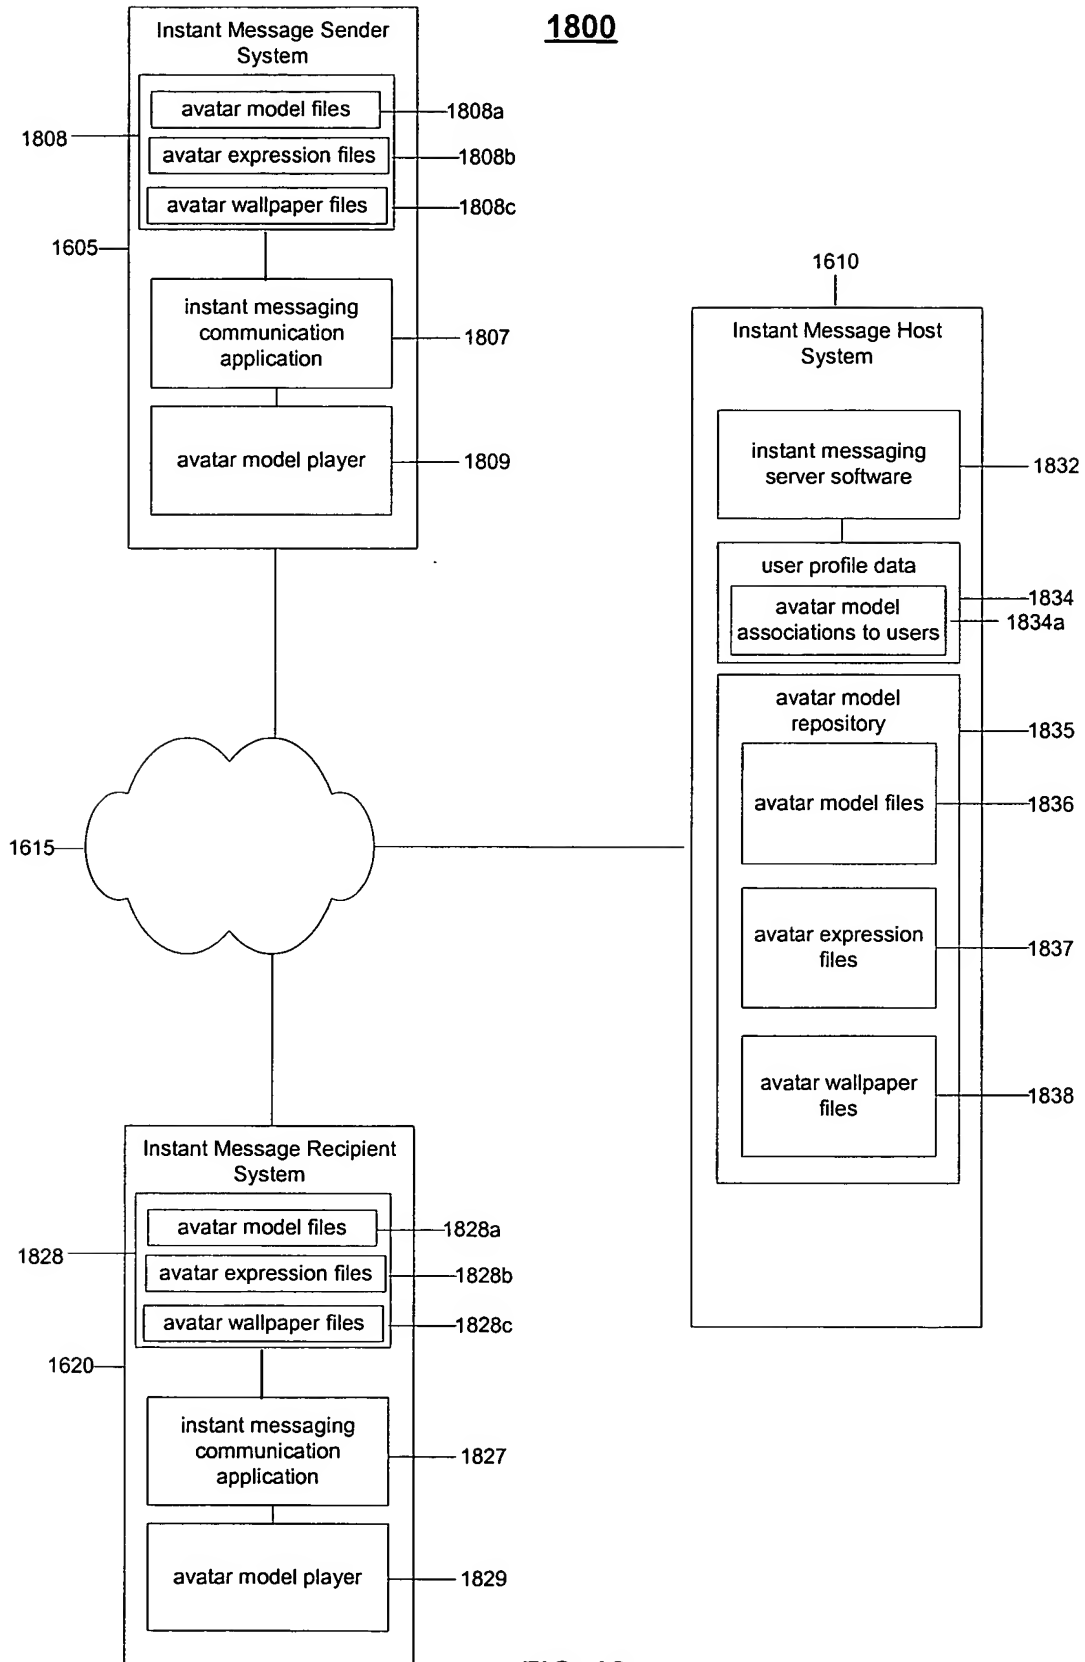 1800
Instant Message Sender
System
avatar model files
1808a
1808
avatar expression files
1808b
avatar wallpaper files
1808c
1605
instant messaging
communication
application
1807
avatar model player
1809
1610
Instant Message Host
System
instant messaging
server software
1832
user profile data
1834
avatar model
associations to users
1834a
avatar model
repository
1835
avatar model files
1836
avatar expression
files
1837
avatar wallpaper
files
1838
1615
Instant Message Recipient
System
avatar model files
1828a
1828
avatar expression files
1828b
avatar wallpaper files
1828c
1620
instant messaging
communication
application
1827
avatar model player
1829